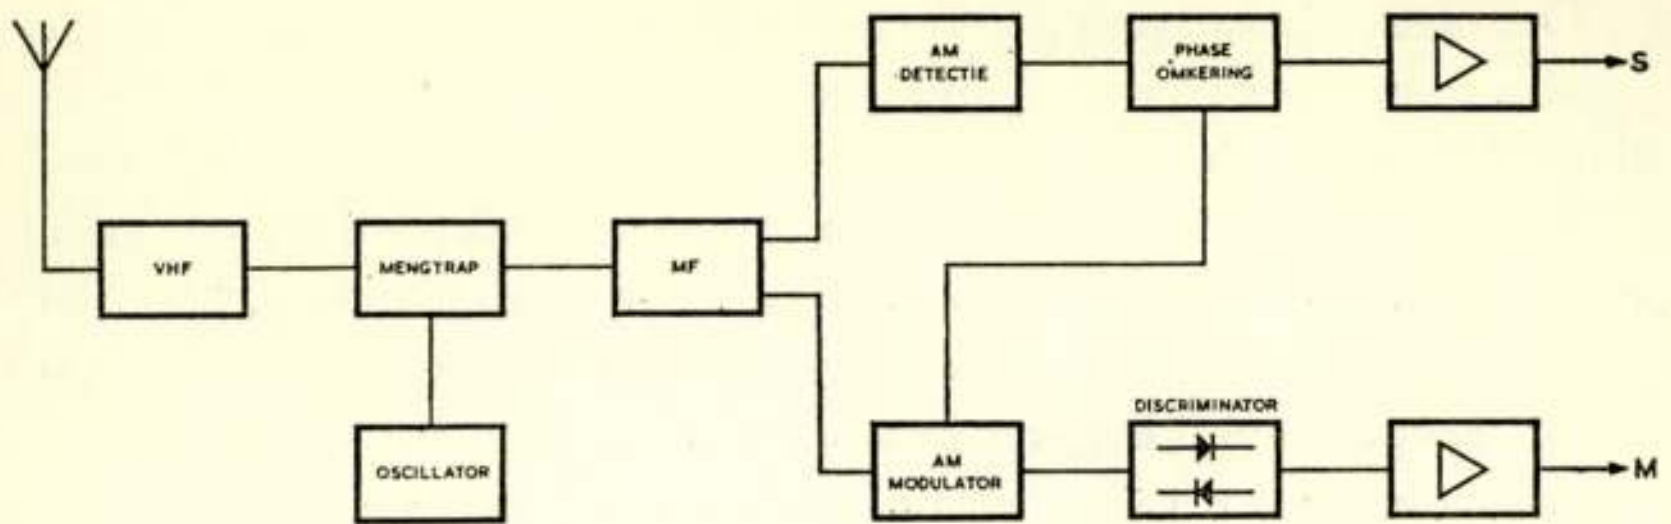 AM
DETECTIE
PHASE
OMKERING
S
VHF
MENGTRAP
MF
OSCILLATOR
AM
MODULATOR
DISCRIMINATOR
M